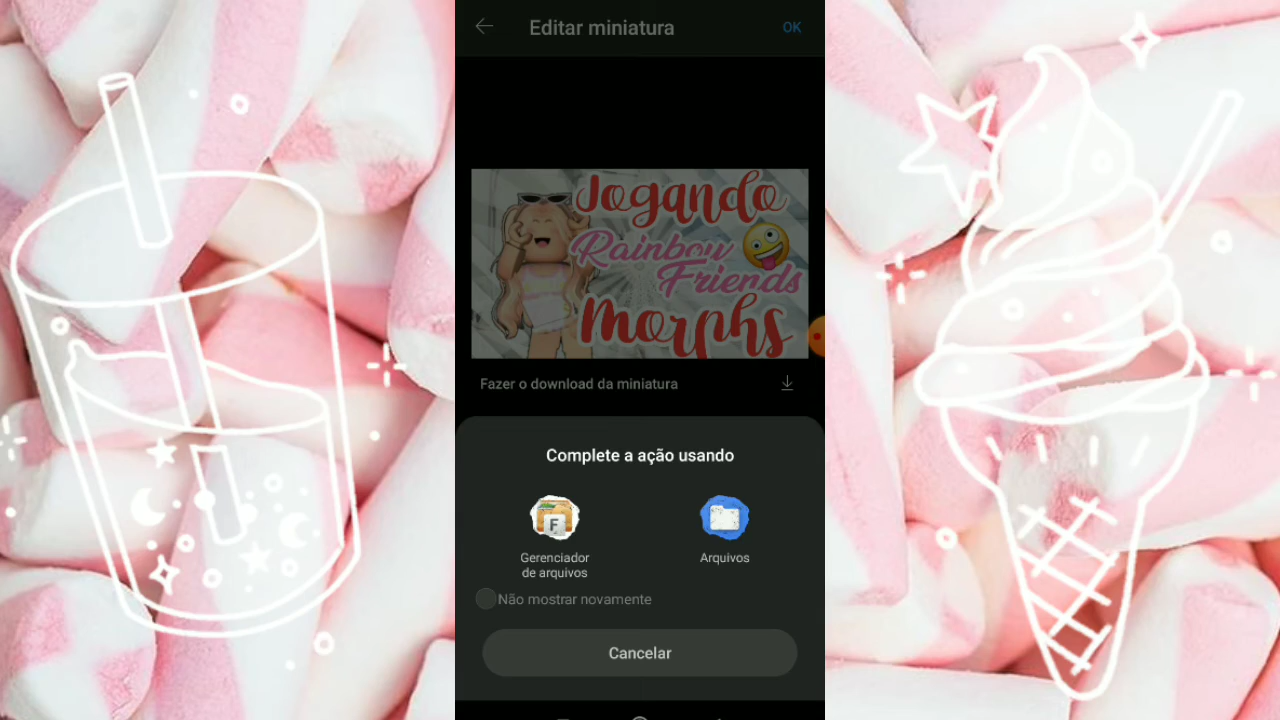 Editar miniatura
OK
Jogando
Rainbow
Friends
Morphs
Fazer o download da miniatura
Complete a ação usando
F
Gerenciador
de arquivos
Arquivos
Não mostrar novamente
Cancelar